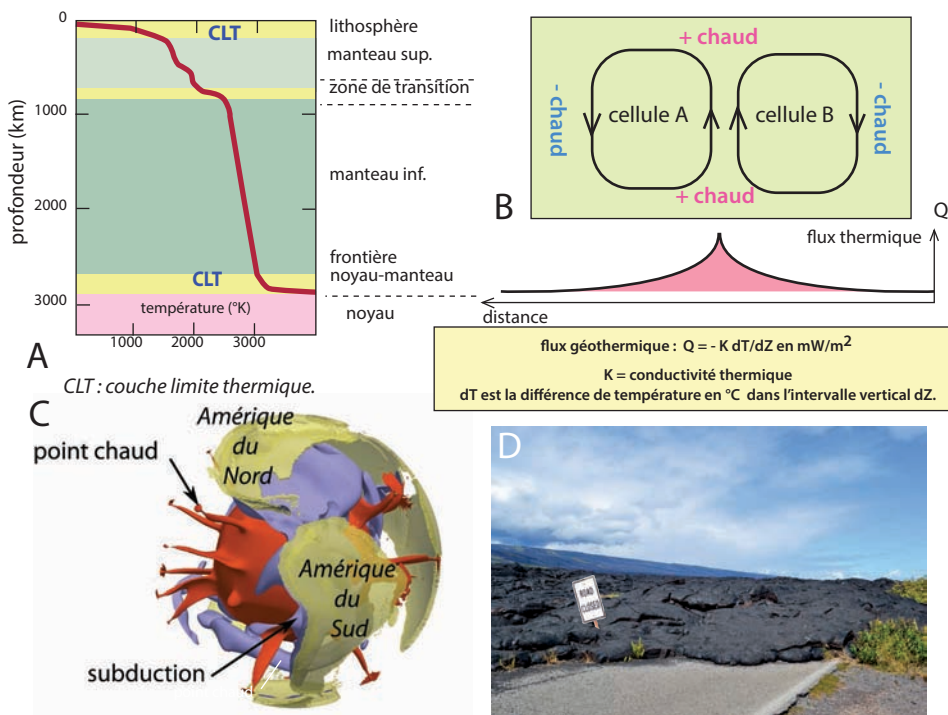 0
1000
2000
3000
profondeur (km)
CLT
CLT
température (°K)
1000
2000
3000
lithosphère
manteau sup.
zone de transition
manteau inf.
frontière
noyau-manteau
noyau
A
CLT : couche limite thermique.
B
+ chaud
- chaud
cellule A
cellule B
- chaud
+ chaud
Q
flux thermique
distance
flux géothermique : Q = - K dT/dZ en mW/m²
K = conductivité thermique
dT est la différence de température en °C dans l'intervalle vertical dZ.
C
point chaud
Amérique
du
Nord
Amérique
du
Sud
subduction
D
ROAD
CLOSED